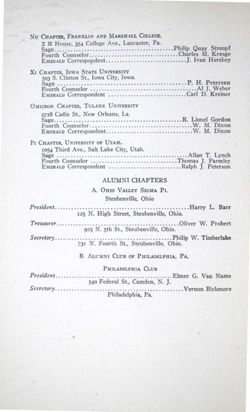 Nu Chapter, Franklin and Marshall College.
Σ Π House, 354 College Ave., Lancaster, Pa.
Sage....Philip Quay Stumpf
Fourth Counselor....Charles M. Kresge
Emerald Correspondent....J. Ivan Hershey
Xi Chapter, Iowa State University
303 N. Clinton St., Iowa City, Iowa.
Sage....P. H. Petersen
Fourth Counselor....Al J. Weber
Emerald Correspondent....Carl D. Kreiner
Omicron Chapter, Tulane University
4718 Cadiz St., New Orleans, La.
Sage....R. Lionel Gordon
Fourth Counselor....W. M. Dixon
Emerald Correspondent....W. M. Dixon
Pi Chapter, University of Utah.
1054 Third Ave., Salt Lake City, Utah.
Sage....Allan T. Lynch
Fourth Counselor....Thomas J. Parmley
Emerald Correspondent....Ralph J. Peterson
ALUMNI CHAPTERS
A. Ohio Valley Sigma Pi.
Steubenville, Ohio
President....Harry L. Barr
125 N. High Street, Steubenville, Ohio.
Treasurer....Oliver W. Probert
925 N. 5th St., Steubenville, Ohio.
Secretary....Philip W. Timberlake
731 N. Fourth St., Steubenville, Ohio.
B. Alumni Club of Philadelphia, Pa.
Philadelphia Club
President....Elmer G. Van Name
540 Federal St., Camden, N. J.
Secretary....Vernon Bickmore
Philadelphia, Pa.